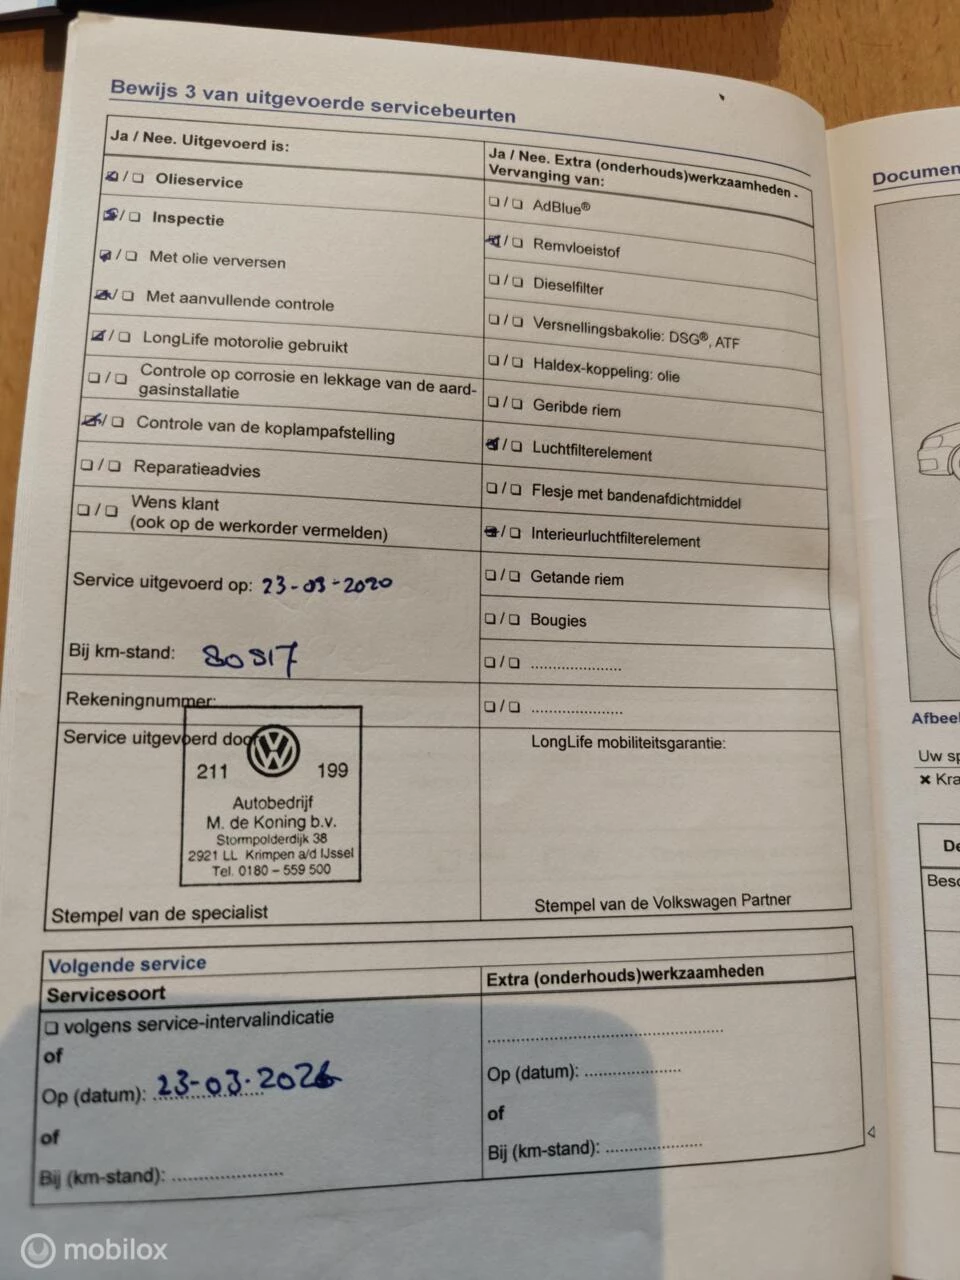 Bewijs 3 van uitgevoerde servicebeurten
Ja / Nee. Uitgevoerd is:
/ Olieservice
/ Inspectie
/ Met olie verversen
/ Met aanvullende controle
/ LongLife motorolie gebruikt
/ Controle op corrosie en lekkage van de aard-
gasinstallatie
/ Controle van de koplampafstelling
/ Reparatieadvies
/ Wens klant
(ook op de werkorder vermelden)
Service uitgevoerd op: 23-03-2020
Bij km-stand: 80817
Rekeningnummer:
Service uitgevoerd door
VW
211 199
Autobedrijf
M. de Koning b.v.
Stormpolderdijk 38
2921 LL Krimpen a/d IJssel
Tel. 0180 - 559 500
Stempel van de specialist
Ja / Nee. Extra (onderhouds)werkzaamheden -
Vervanging van:
/ AdBlue®
/ Remvloeistof
/ Dieselfilter
/ Versnellingsbakolie: DSG®, ATF
/ Haldex-koppeling: olie
/ Geribde riem
/ Luchtfilterelement
/ Flesje met bandenafdichtmiddel
/ Interieurluchtfilterelement
/ Getande riem
/ Bougies
/ .....................
/ .....................
LongLife mobiliteitsgarantie:
Stempel van de Volkswagen Partner
Volgende service
Servicesoort
volgens service-intervalindicatie
of
Op (datum): 23-03-2026
of
Bij (km-stand): .....................
Extra (onderhouds)werkzaamheden
.....................
Op (datum): .....................
of
Bij (km-stand): .....................
Documen
Afbeel
Uw sp
× Kra
De
Besc
mobilox